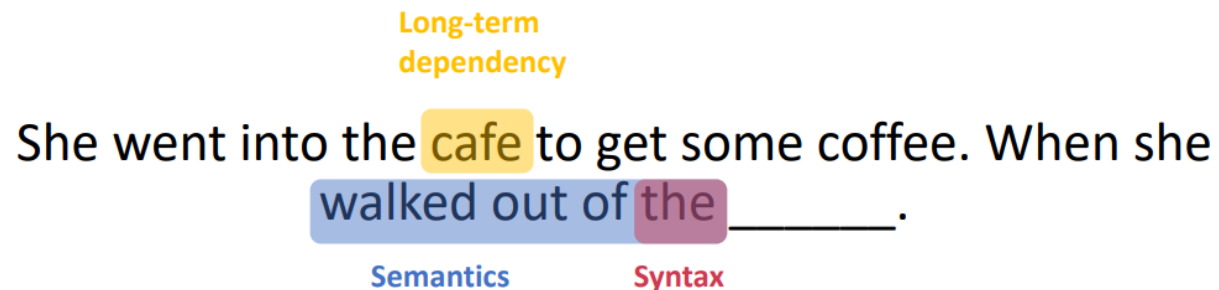 Long-term
dependency
She went into the cafe to get some coffee. When she
walked out of the ______.
Semantics Syntax